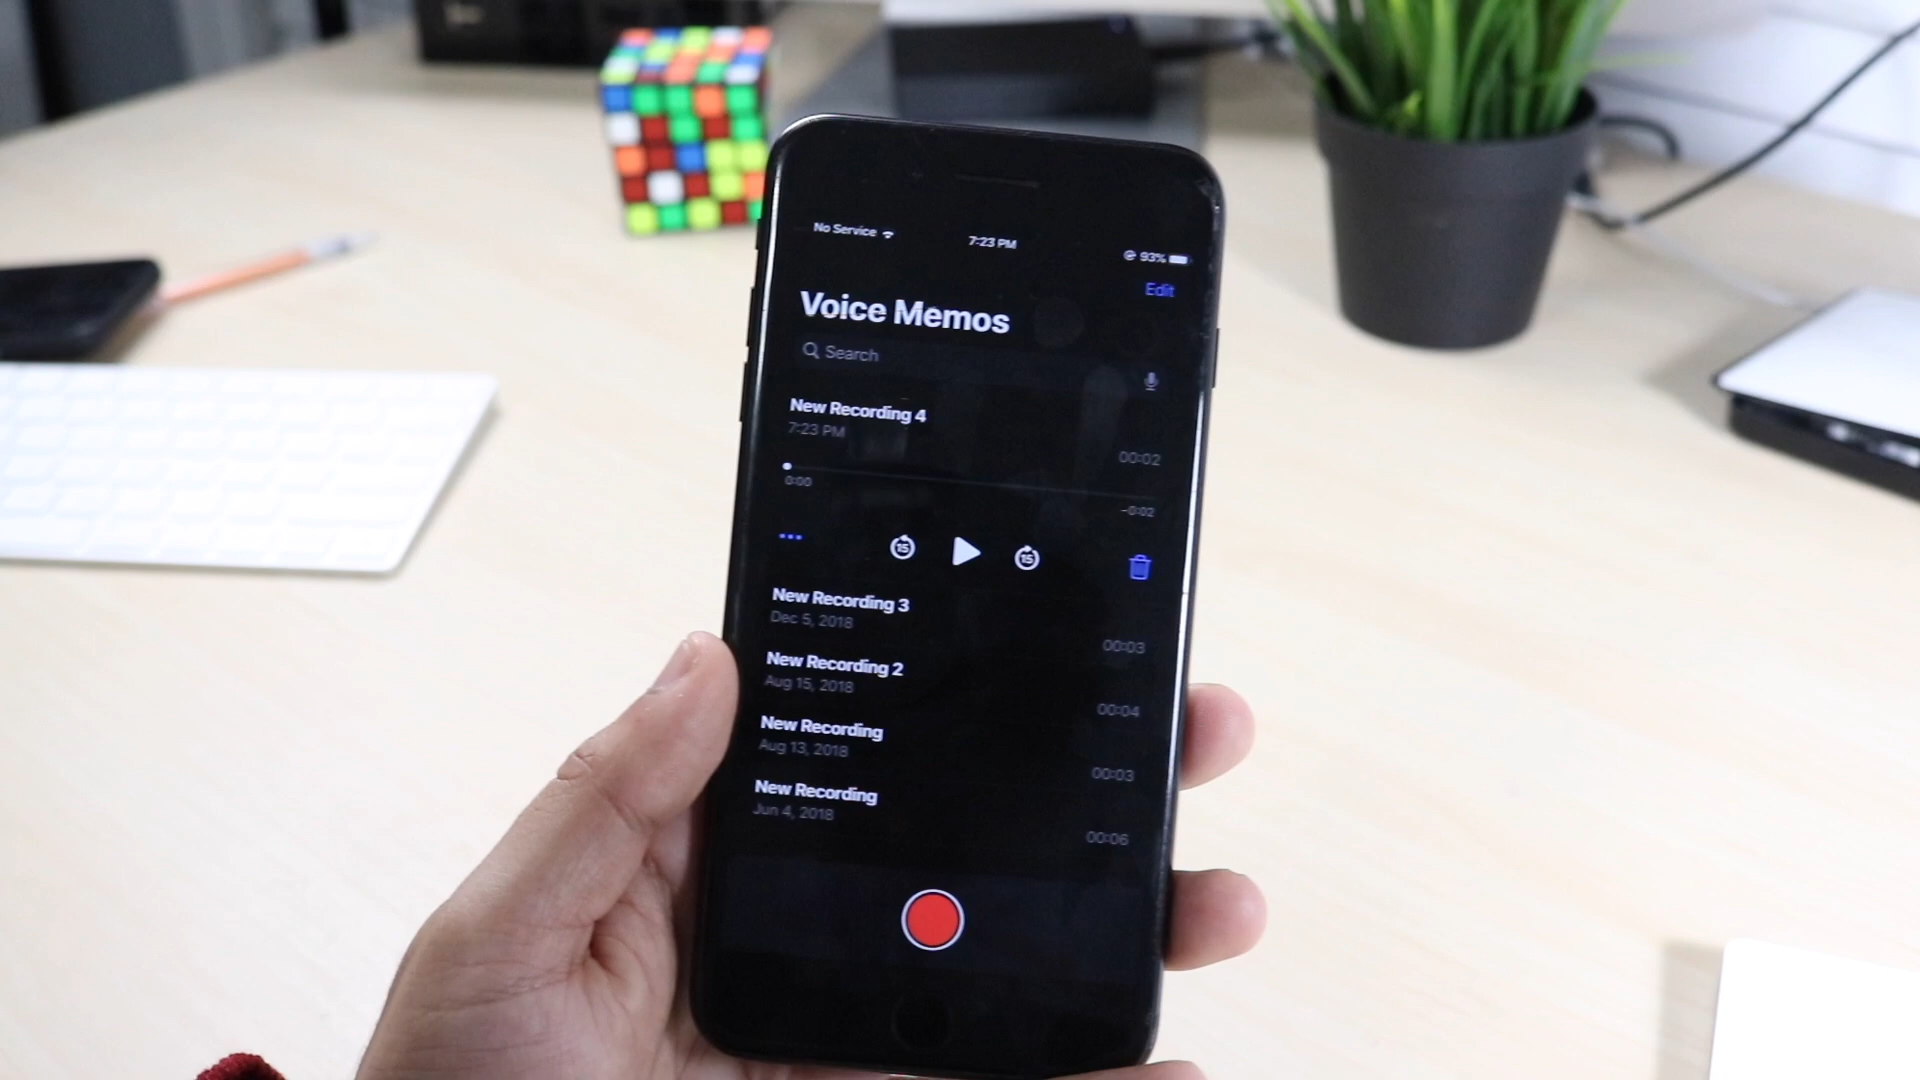 No Service 7:23 PM 93%
Edit
Voice Memos
Search
New Recording 4
7:23 PM
00:02
0:00
-0:02
15 15
New Recording 3
Dec 5, 2018
00:03
New Recording 2
Aug 15, 2018
00:04
New Recording
Aug 13, 2018
00:03
New Recording
Jun 4, 2018
00:06